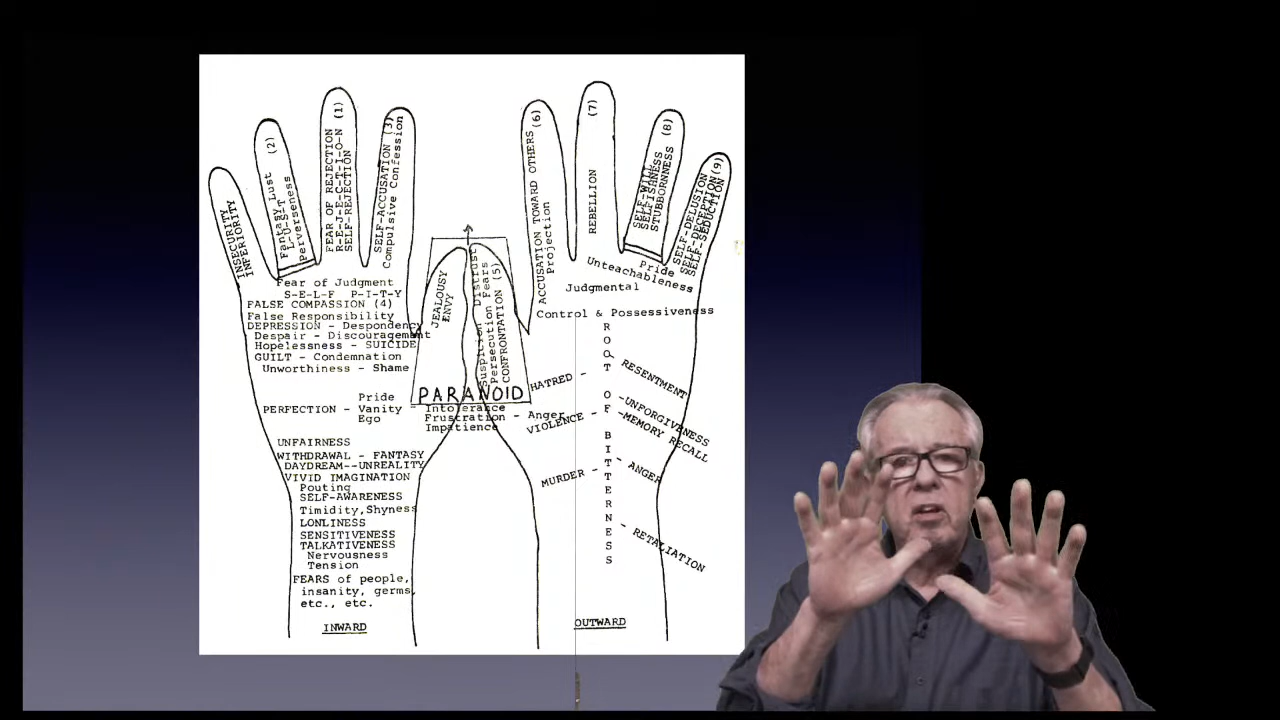 INSECURITY
INFERIORITY
(2)
Fantasy Lust
L-U-S-T
Perverseness
(1)
FEAR OF REJECTION
R-E-J-E-C-T-I-O-N
SELF-REJECTION
SELF-ACCUSATION (3)
Compulsive Confession
JEALOUSY
ENVY
Suspicion Distrust
Persecution Fears
CONFRONTATION (5)
ACCUSATION TOWARD OTHERS (6)
Projection
(7)
REBELLION
(8)
SELF-WILL
SELFISHNESS
STUBBORNNESS
(9)
SELF-DELUSION
SELF-DECEPTION
SELF-SEDUCTION
Fear of Judgment
S-E-L-F P-I-T-Y
FALSE COMPASSION (4)
False Responsibility
DEPRESSION - Despondency
Despair - Discouragement
Hopelessness - SUICIDE
GUILT - Condemnation
Unworthiness - Shame
PARANOID
Pride
PERFECTION - Vanity - Intolerance
Ego Frustration - Anger
Impatience
UNFAIRNESS
WITHDRAWAL - FANTASY
DAYDREAM--UNREALITY
VIVID IMAGINATION
Pouting
SELF-AWARENESS
Timidity, Shyness
LONLINESS
SENSITIVENESS
TALKATIVENESS
Nervousness
Tension
FEARS of people,
insanity, germs,
etc., etc.
INWARD
Pride
Unteachableness
Judgmental
Control & Possessiveness
ROOT OF BITTERNESS
HATRED -
- RESENTMENT
VIOLENCE -
-UNFORGIVENESS
-MEMORY RECALL
MURDER -
- ANGER
- RETALIATION
OUTWARD